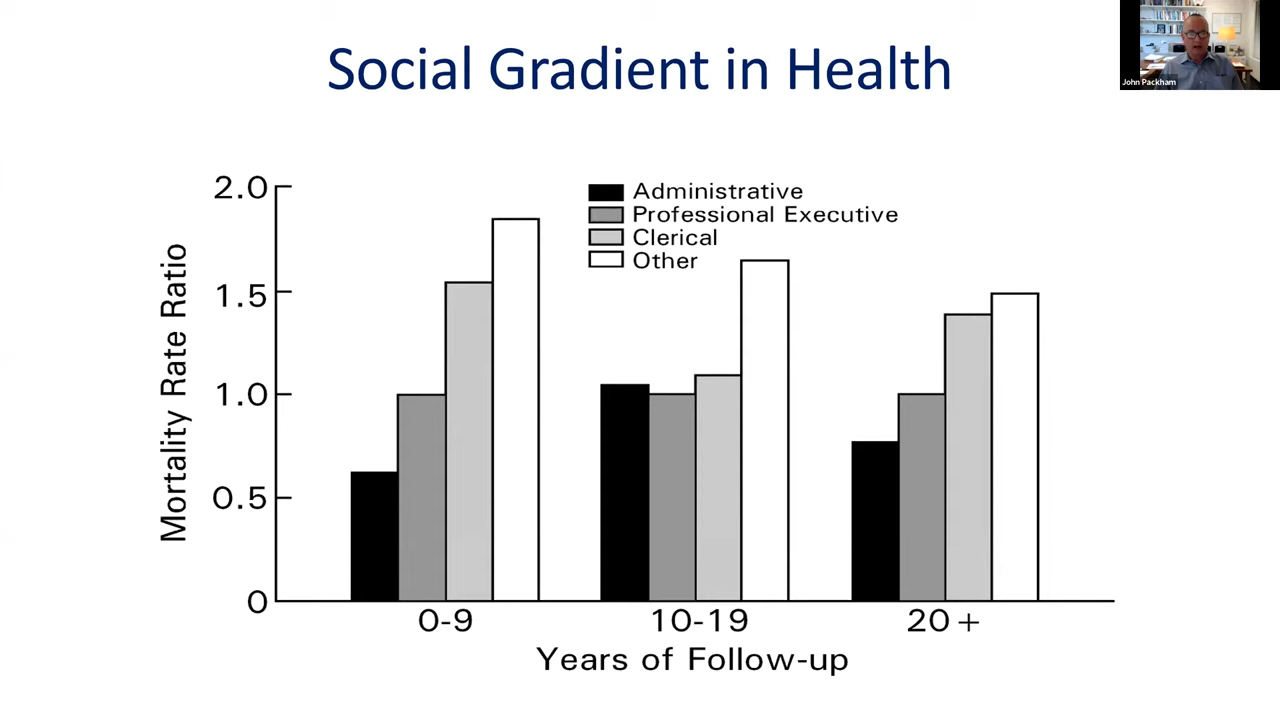 Social Gradient in Health
John Packham
2.0
1.5
1.0
0.5
0
Mortality Rate Ratio
Administrative
Professional Executive
Clerical
Other
0-9
10-19
20 +
Years of Follow-up